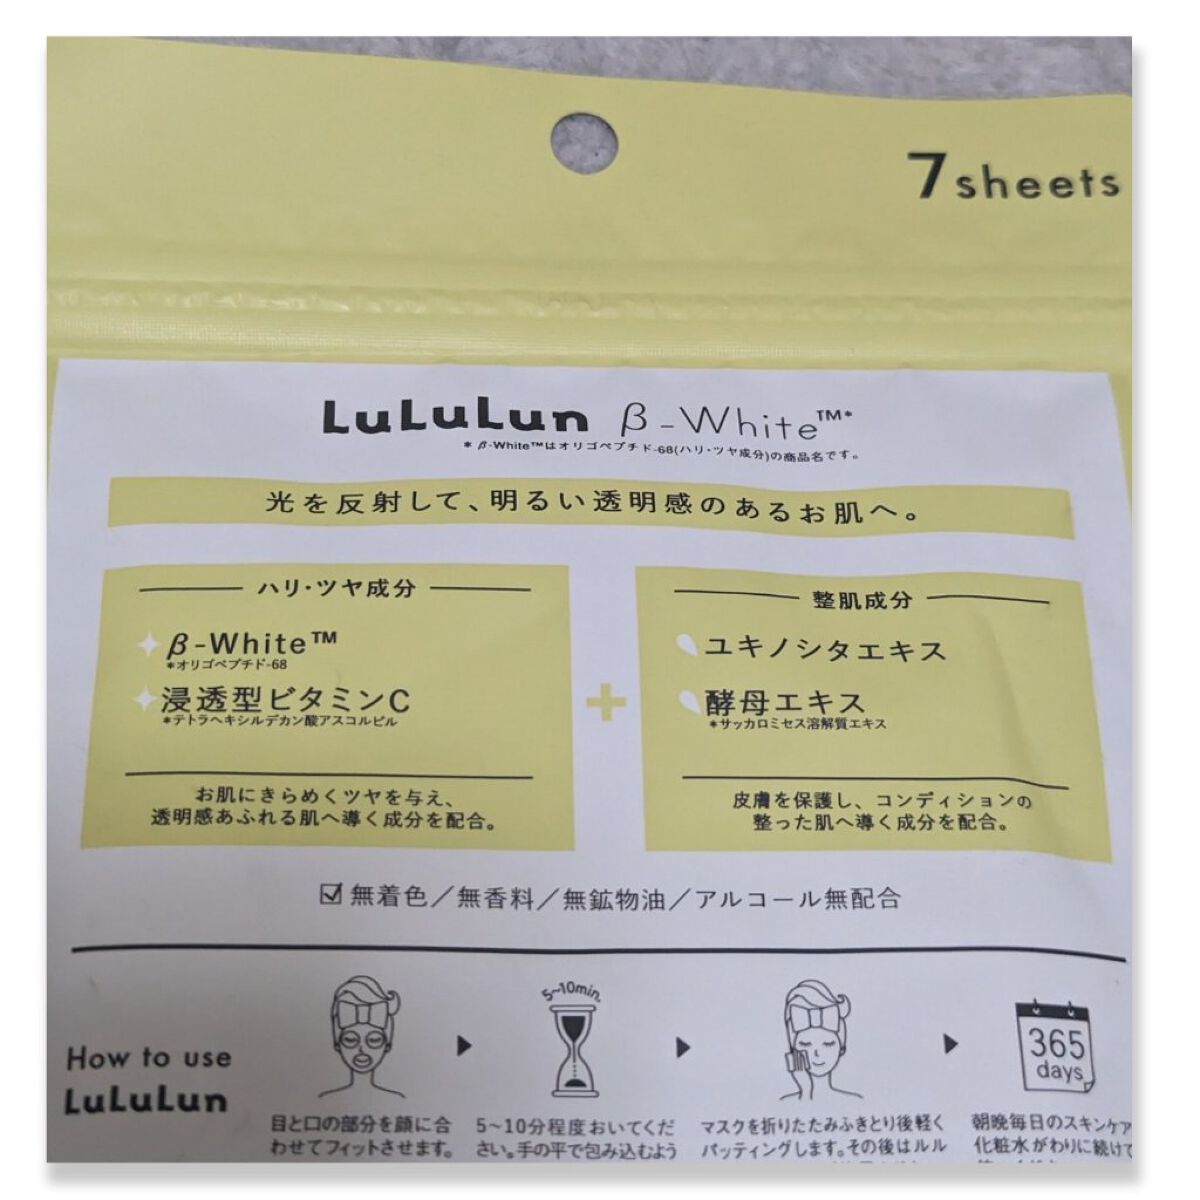 7sheets
LuLuLun β-White™*
* β-White™はオリゴペプチド-68(ハリ・ツヤ成分)の商品名です。
光を反射して、明るい透明感のあるお肌へ。
ハリ・ツヤ成分
β-White™
*オリゴペプチド-68
浸透型ビタミンC
*テトラヘキシルデカン酸アスコルビル
お肌にきらめくツヤを与え、
透明感あふれる肌へ導く成分を配合。
+
整肌成分
ユキノシタエキス
酵母エキス
*サッカロミセス溶解質エキス
皮膚を保護し、コンディションの
整った肌へ導く成分を配合。
無着色／無香料／無鉱物油／アルコール無配合
How to use
LuLuLun
目と口の部分を顔に合
わせてフィットさせます。
5~10min.
5~10分程度おいてくだ
さい。手の平で包み込むよう
マスクを折りたたみふきとり後軽く
パッティングします。その後はルル
365
days
朝晩毎日のスキンケア
化粧水がわりに続けて